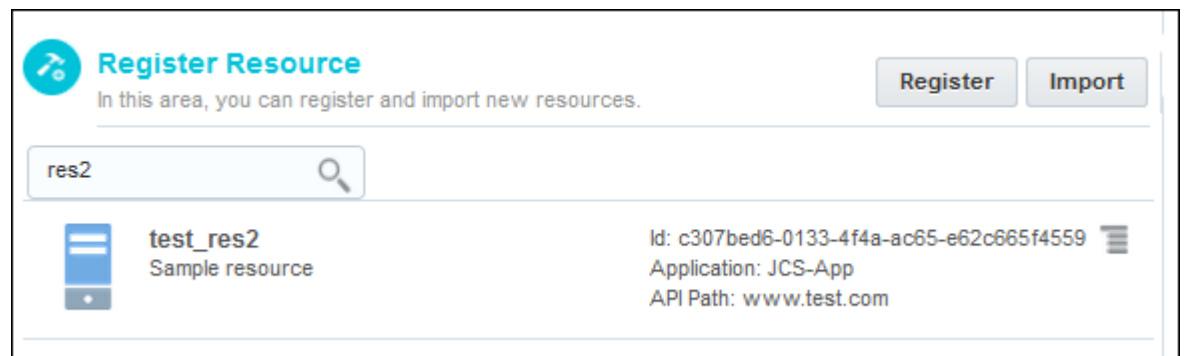 Register Resource
In this area, you can register and import new resources.
Register
Import
res2
test_res2
Sample resource
Id: c307bed6-0133-4f4a-ac65-e62c665f4559
Application: JCS-App
API Path: www.test.com